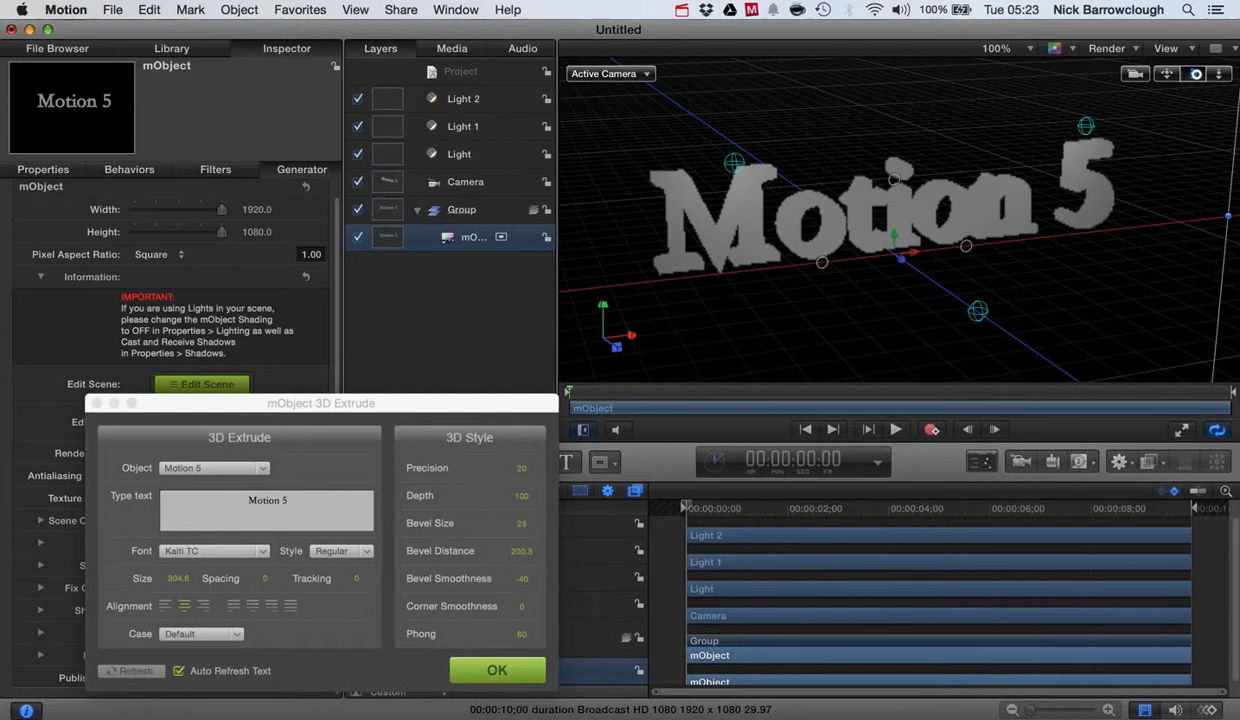 Motion File Edit Mark Object Favorites View Share Window Help 100% Tue 05:23 Nick Barrowclough
Untitled
File Browser Library Inspector Layers Media Audio 100% Render View
mObject
Motion 5
Project
Active Camera
Light 2
Light 1
Light
Camera
Group
mO...
Motion 5
Properties Behaviors Filters Generator
mObject
Width: 1920.0
Height: 1080.0
Pixel Aspect Ratio: Square 1.00
Information:
IMPORTANT:
If you are using Lights in your scene,
please change the mObject Shading
to OFF in Properties > Lighting as well as
Cast and Receive Shadows
in Properties > Shadows.
Edit Scene: Edit Scene
mObject
00:00:00:00
T
mObject 3D Extrude
3D Extrude
Object Motion 5
Type text Motion 5
Font Kaiti TC Style Regular
Size 304.6 Spacing 0 Tracking 0
Alignment
Case Default
Refresh Auto Refresh Text
3D Style
Precision 20
Depth 100
Bevel Size 25
Bevel Distance 200.3
Bevel Smoothness -40
Corner Smoothness 0
Phong 60
OK
Antialiasing
Texture
Publis
Custom
00:00:00;00 00:00:02;00 00:00:04;00 00:00:06;00 00:00:08;00
Light 2
Light 1
Light
Camera
Group
mObject
mObject
00:00:10;00 duration Broadcast HD 1080 1920 x 1080 29.97